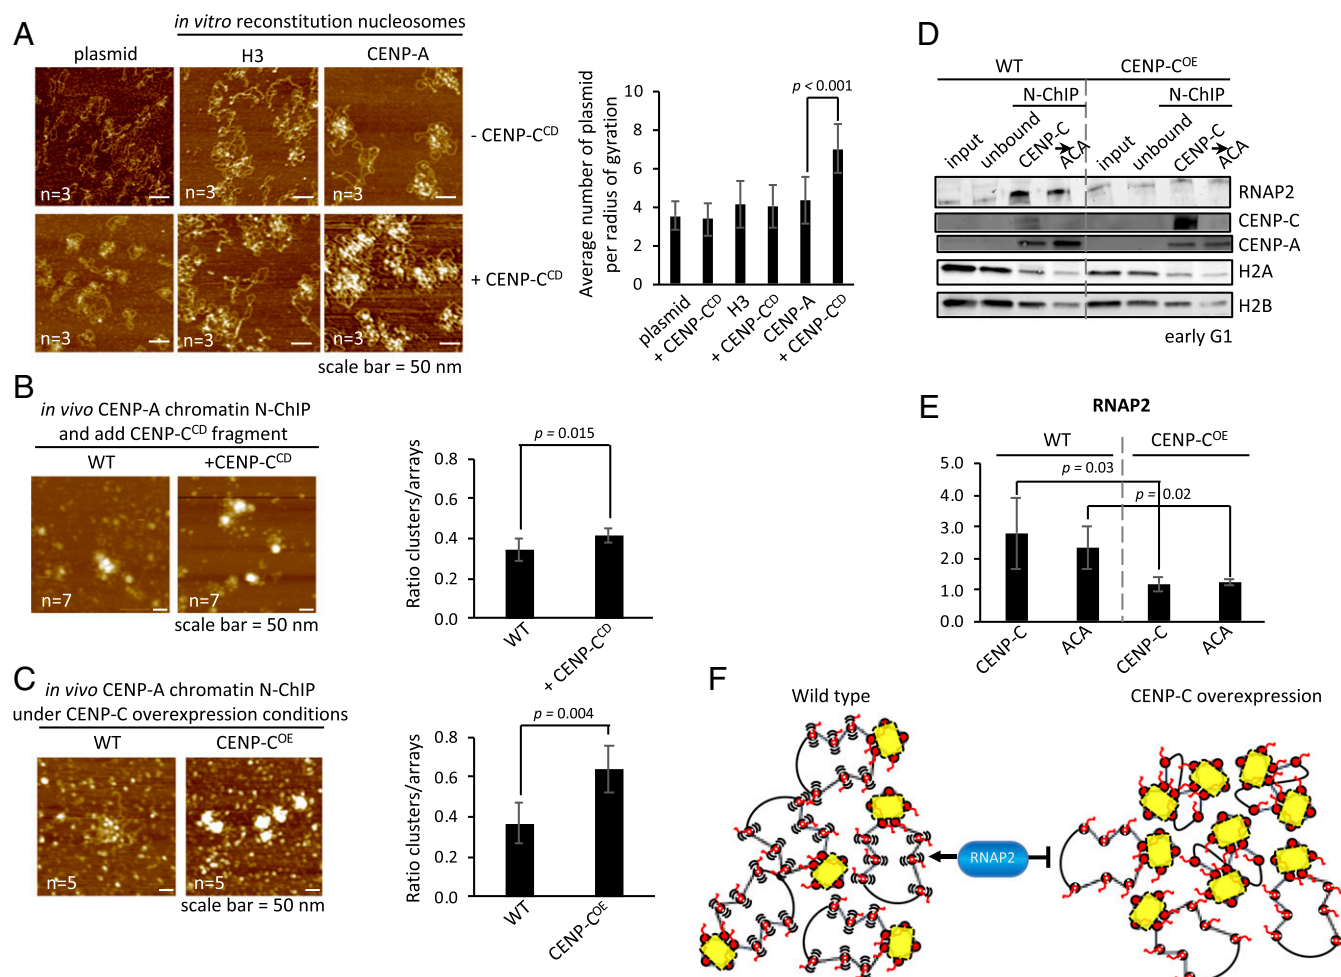 A
in vitro reconstitution nucleosomes
plasmid
H3
CENP-A
- CENP-C^CD
n=3
n=3
n=3
+ CENP-C^CD
n=3
n=3
n=3
scale bar = 50 nm
Average number of plasmid
per radius of gyration
10
8
6
4
2
0
p < 0.001
plasmid
+ CENP-C^CD
H3
+ CENP-C^CD
CENP-A
+ CENP-C^CD
B
in vivo CENP-A chromatin N-ChIP
and add CENP-C^CD fragment
WT
+CENP-C^CD
n=7
n=7
scale bar = 50 nm
Ratio clusters/arrays
0.8
0.6
0.4
0.2
0.0
p = 0.015
WT
+ CENP-C^CD
C
in vivo CENP-A chromatin N-ChIP
under CENP-C overexpression conditions
WT
CENP-C^OE
n=5
n=5
scale bar = 50 nm
Ratio clusters/arrays
0.8
0.6
0.4
0.2
0.0
p = 0.004
WT
CENP-C^OE
D
WT
CENP-C^OE
N-ChIP
N-ChIP
input
unbound
CENP-C
ACA
input
unbound
CENP-C
ACA
RNAP2
CENP-C
CENP-A
H2A
H2B
early G1
E
RNAP2
WT
CENP-C^OE
5.0
4.0
3.0
2.0
1.0
0.0
p = 0.03
p = 0.02
CENP-C
ACA
CENP-C
ACA
F
Wild type
CENP-C overexpression
RNAP2